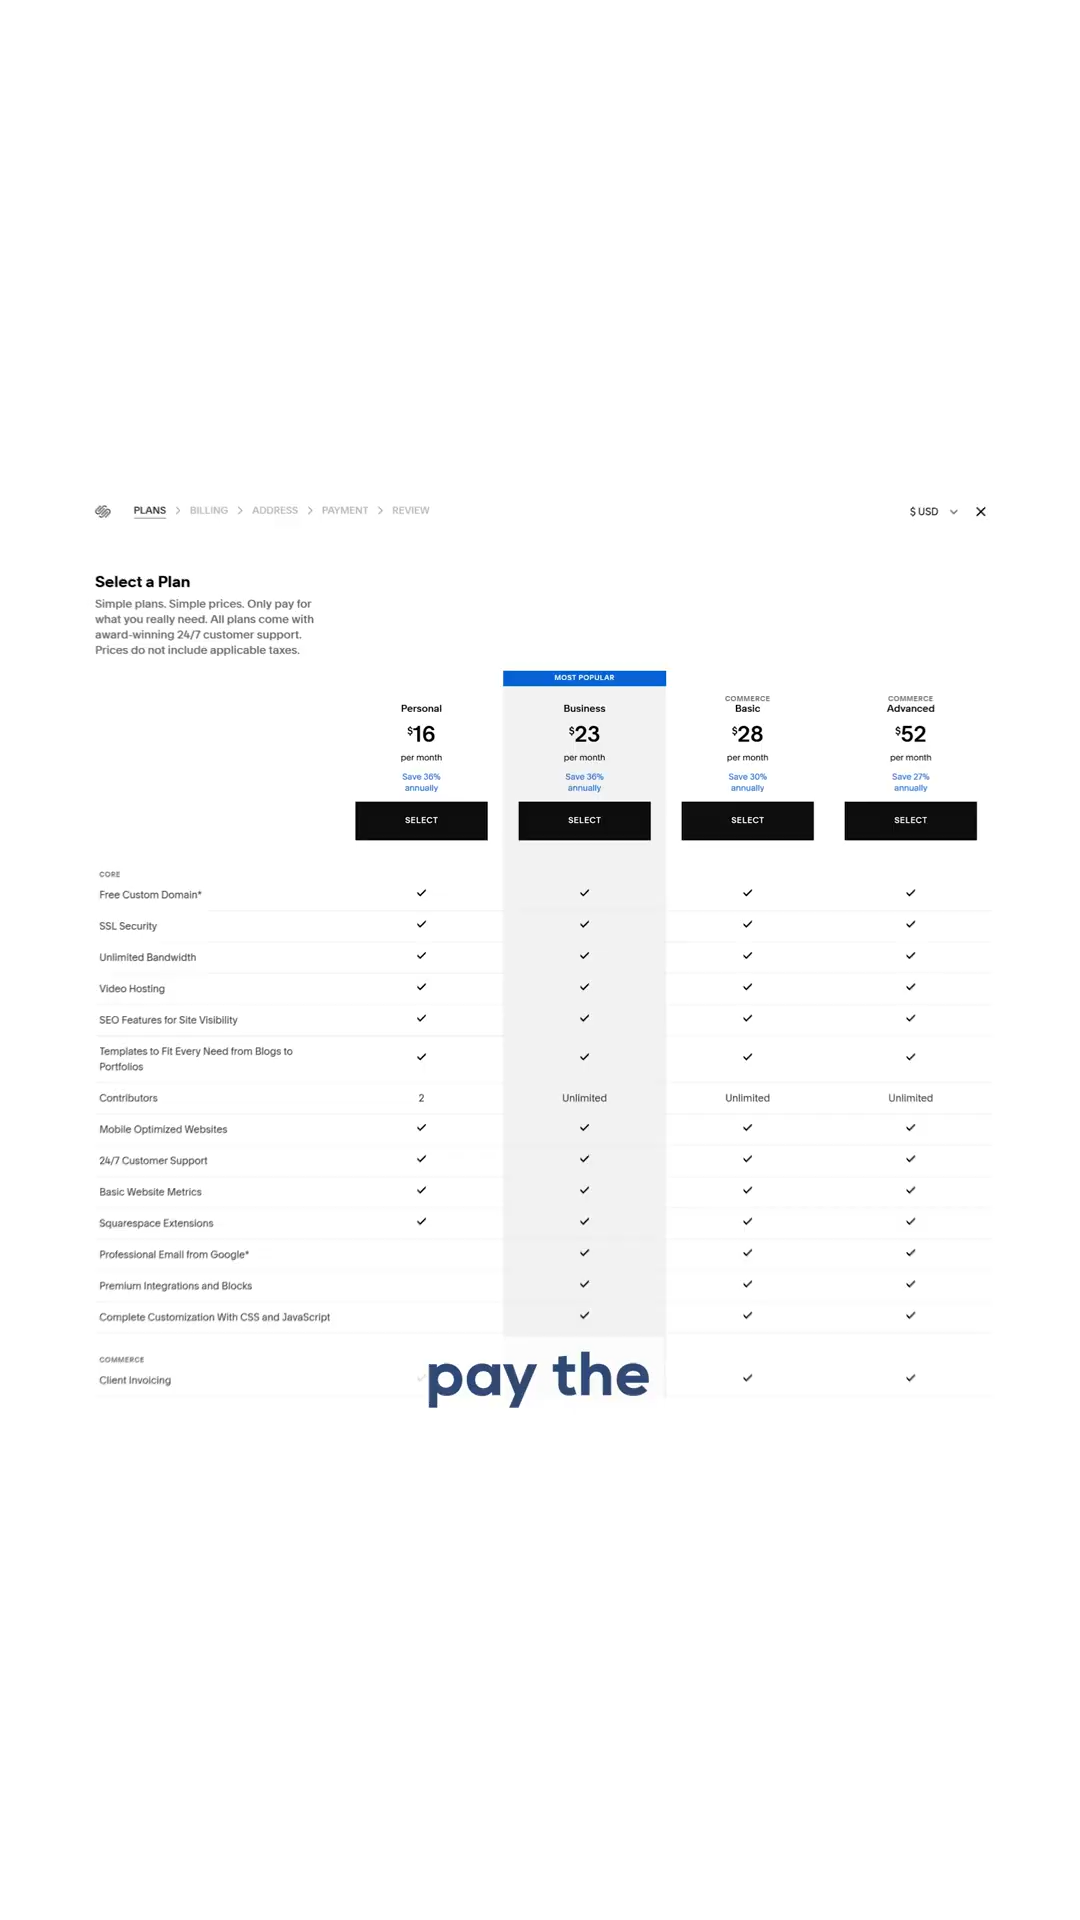 PLANS > BILLING > ADDRESS > PAYMENT > REVIEW
$ USD
Select a Plan
Simple plans. Simple prices. Only pay for
what you really need. All plans come with
award-winning 24/7 customer support.
Prices do not include applicable taxes.
MOST POPULAR
COMMERCE COMMERCE
Personal Business Basic Advanced
$16 $23 $28 $52
per month per month per month per month
Save 36% Save 36% Save 30% Save 27%
annually annually annually annually
SELECT SELECT SELECT SELECT
CORE
Free Custom Domain*
SSL Security
Unlimited Bandwidth
Video Hosting
SEO Features for Site Visibility
Templates to Fit Every Need from Blogs to
Portfolios
Contributors 2 Unlimited Unlimited Unlimited
Mobile Optimized Websites
24/7 Customer Support
Basic Website Metrics
Squarespace Extensions
Professional Email from Google*
Premium Integrations and Blocks
Complete Customization With CSS and JavaScript
COMMERCE
Client Invoicing
pay the